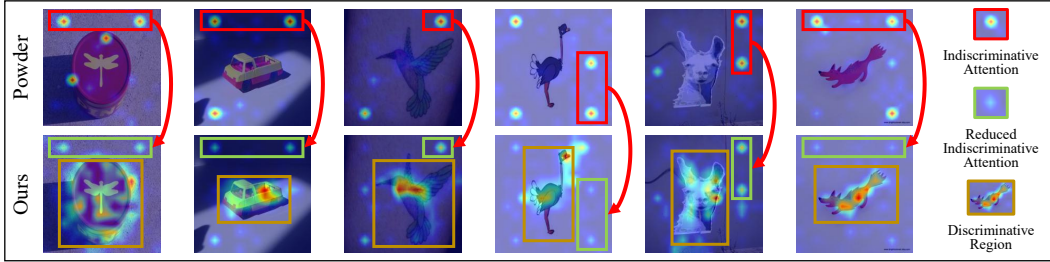 Powder
Ours
Indiscriminative
Attention
Reduced
Indiscriminative
Attention
Discriminative
Region